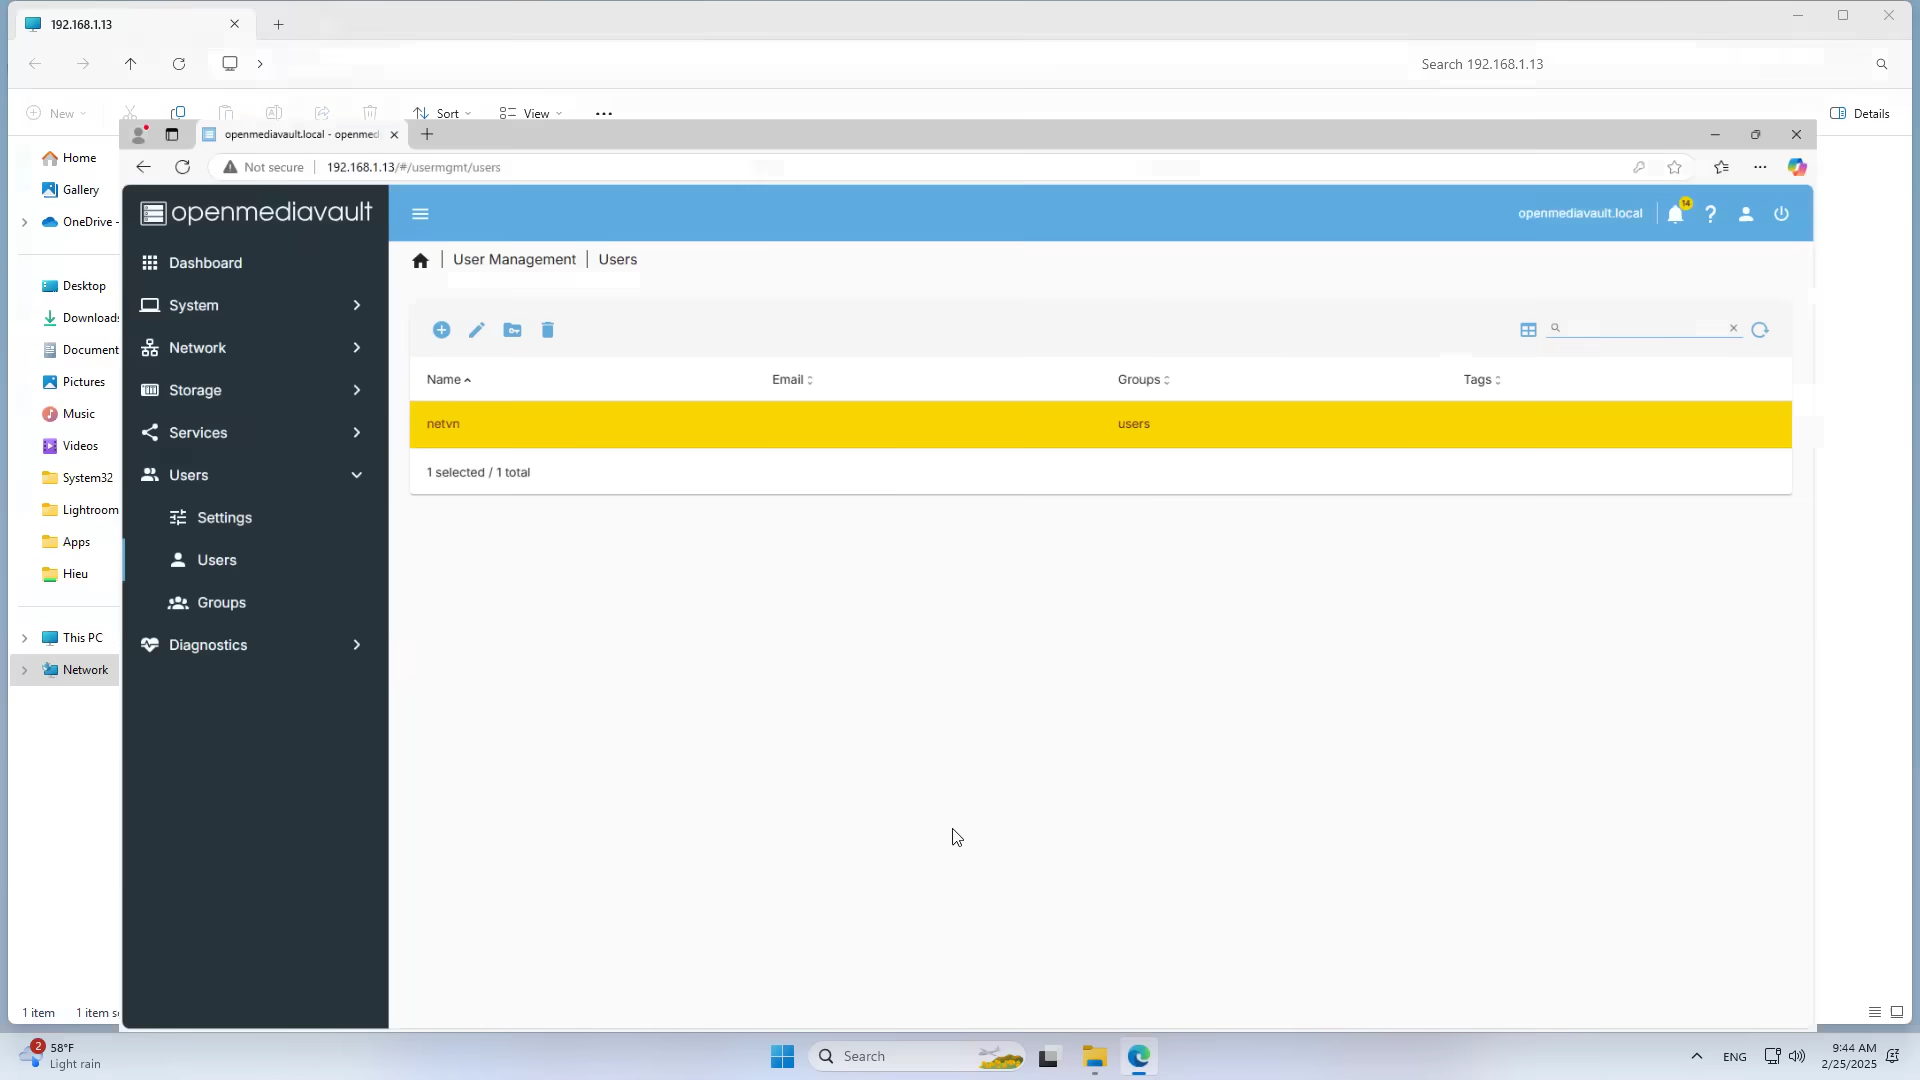 192.168.1.13
Search 192.168.1.13
New
Sort
View
Details
openmediavault.local - openmed
Not secure
192.168.1.13/#/usermgmt/users
Home
Gallery
OneDrive -
Desktop
Downloads
Document
Pictures
Music
Videos
System32
Lightroom
Apps
Hieu
This PC
Network
openmediavault
Dashboard
System
Network
Storage
Services
Users
Settings
Users
Groups
Diagnostics
openmediavault.local
14
User Management | Users
Name
Email
Groups
Tags
netvn
users
1 selected / 1 total
1 item
1 item s
2
58°F
Light rain
Search
ENG
9:44 AM
2/25/2025